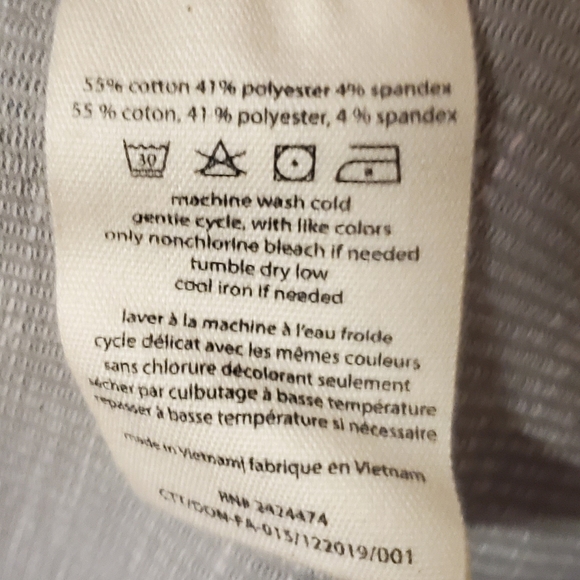 55% cotton 41% polyester 4% spandex
55 % coton, 41 % polyester, 4 % spandex
30
machine wash cold
gentle cycle, with like colors
only nonchlorine bleach if needed
tumble dry low
cool iron if needed
laver à la machine à l'eau froide
cycle délicat avec les mêmes couleurs
sans chlorure décolorant seulement
sécher par culbutage à basse température
repasser à basse température si nécessaire
made in Vietnam| fabrique en Vietnam
RN# 2424474
CTT/DOM-FA-015/122019/001